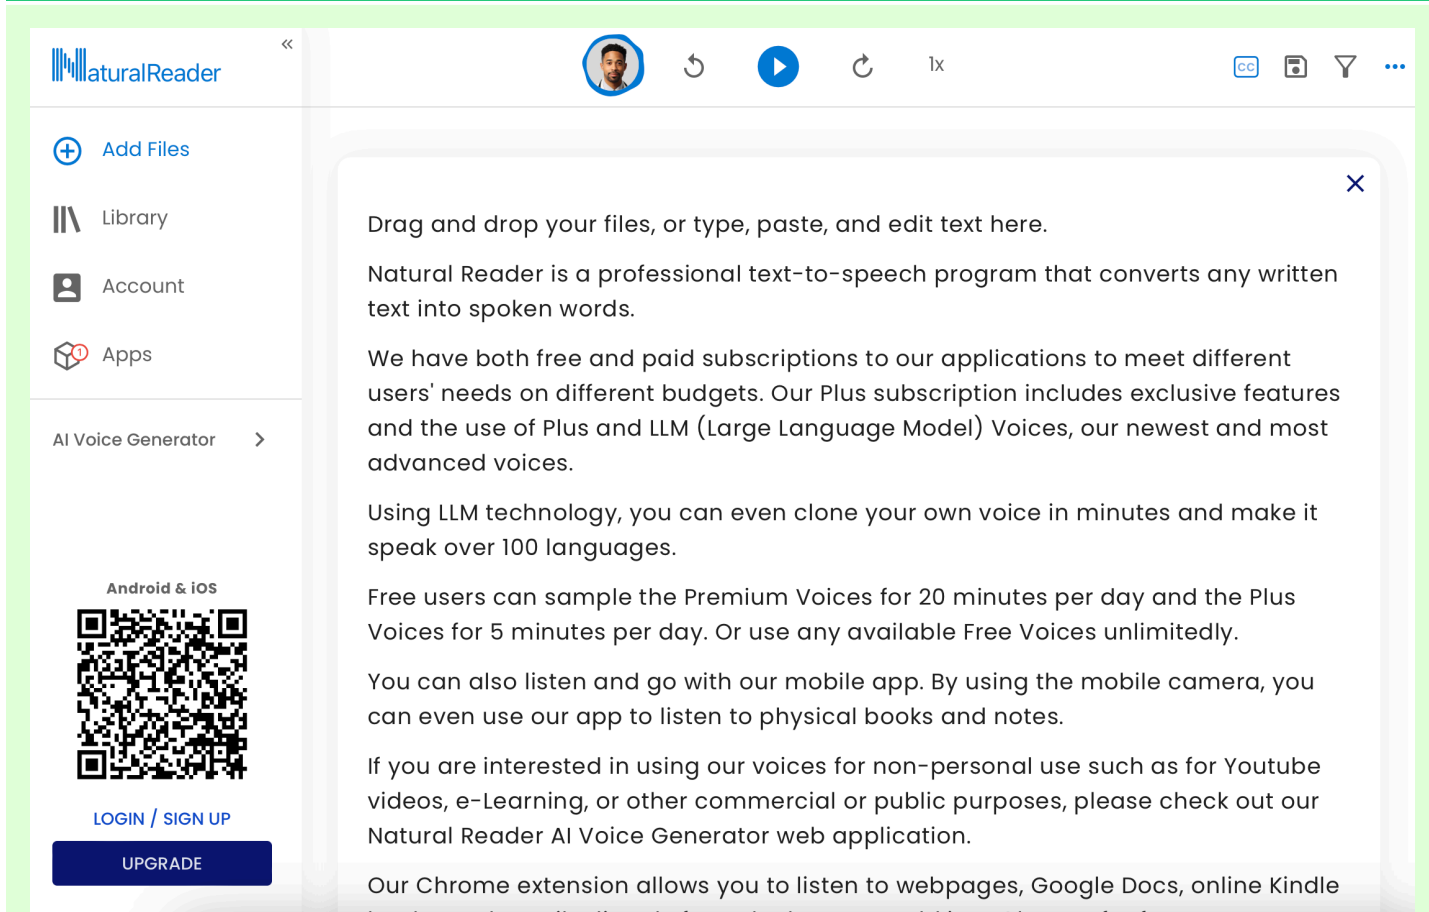 NaturalReader
«
1x
CC
Add Files
Library
Account
1
Apps
AI Voice Generator
Android & iOS
LOGIN / SIGN UP
UPGRADE
Drag and drop your files, or type, paste, and edit text here.
Natural Reader is a professional text-to-speech program that converts any written
text into spoken words.
We have both free and paid subscriptions to our applications to meet different
users' needs on different budgets. Our Plus subscription includes exclusive features
and the use of Plus and LLM (Large Language Model) Voices, our newest and most
advanced voices.
Using LLM technology, you can even clone your own voice in minutes and make it
speak over 100 languages.
Free users can sample the Premium Voices for 20 minutes per day and the Plus
Voices for 5 minutes per day. Or use any available Free Voices unlimitedly.
You can also listen and go with our mobile app. By using the mobile camera, you
can even use our app to listen to physical books and notes.
If you are interested in using our voices for non-personal use such as for Youtube
videos, e-Learning, or other commercial or public purposes, please check out our
Natural Reader AI Voice Generator web application.
Our Chrome extension allows you to listen to webpages, Google Docs, online Kindle